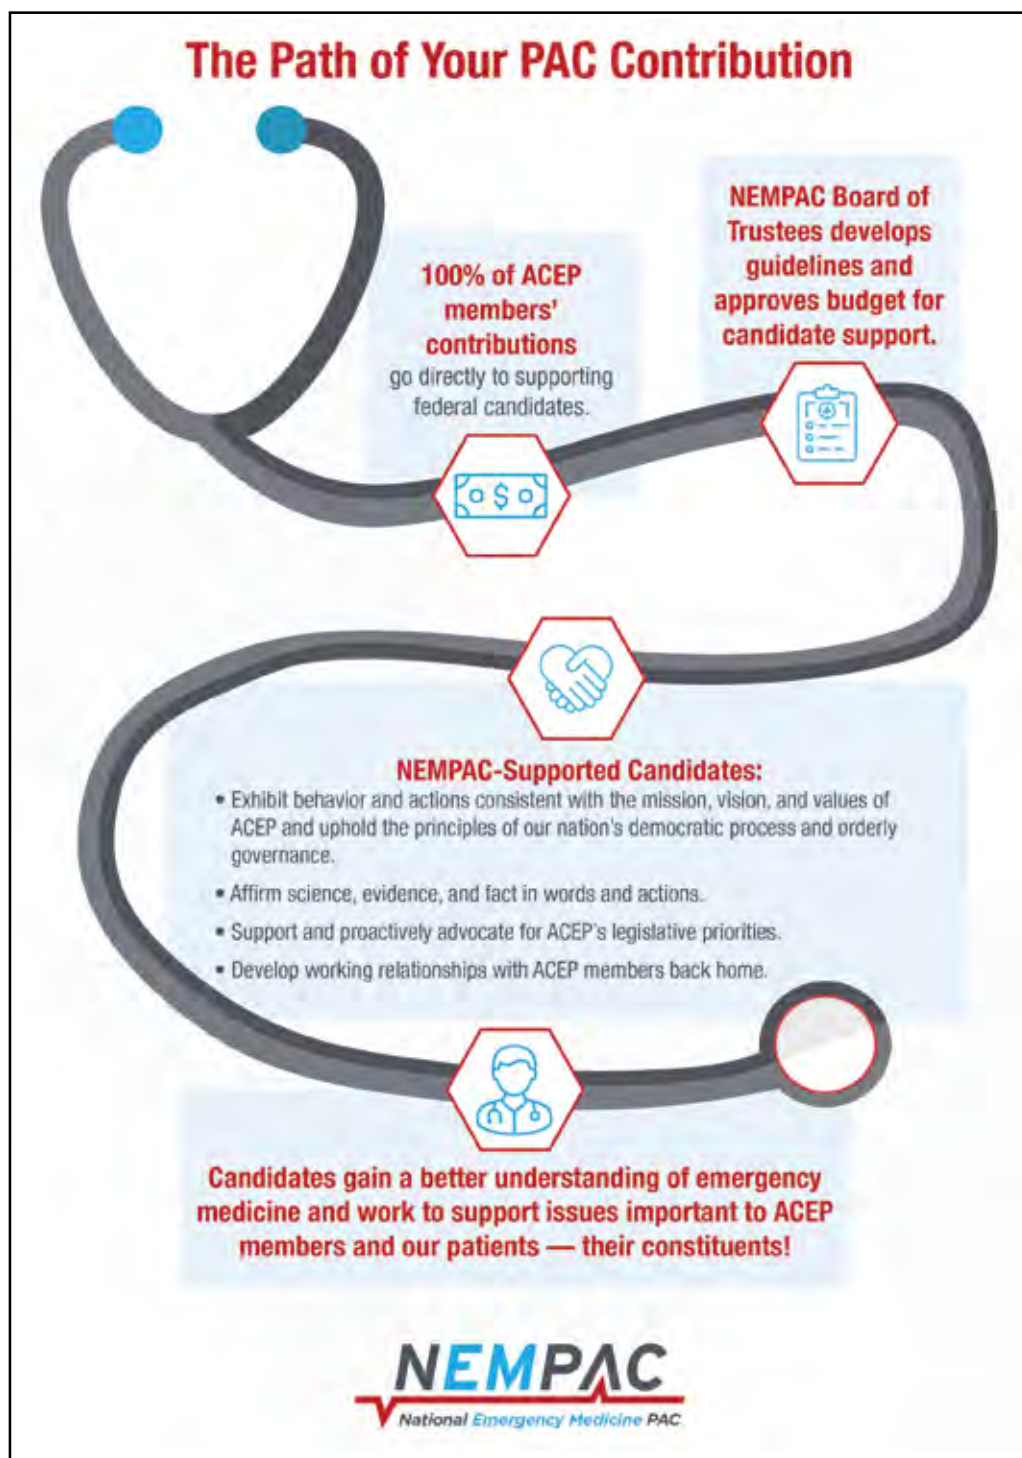 The Path of Your PAC Contribution
100% of ACEP
members’
contributions
go directly to supporting
federal candidates.
$
NEMPAC Board of
Trustees develops
guidelines and
approves budget for
candidate support.
NEMPAC-Supported Candidates:
• Exhibit behavior and actions consistent with the mission, vision, and values of
ACEP and uphold the principles of our nation’s democratic process and orderly
governance.
• Affirm science, evidence, and fact in words and actions.
• Support and proactively advocate for ACEP’s legislative priorities.
• Develop working relationships with ACEP members back home.
Candidates gain a better understanding of emergency
medicine and work to support issues important to ACEP
members and our patients — their constituents!
NEMPAC
National Emergency Medicine PAC